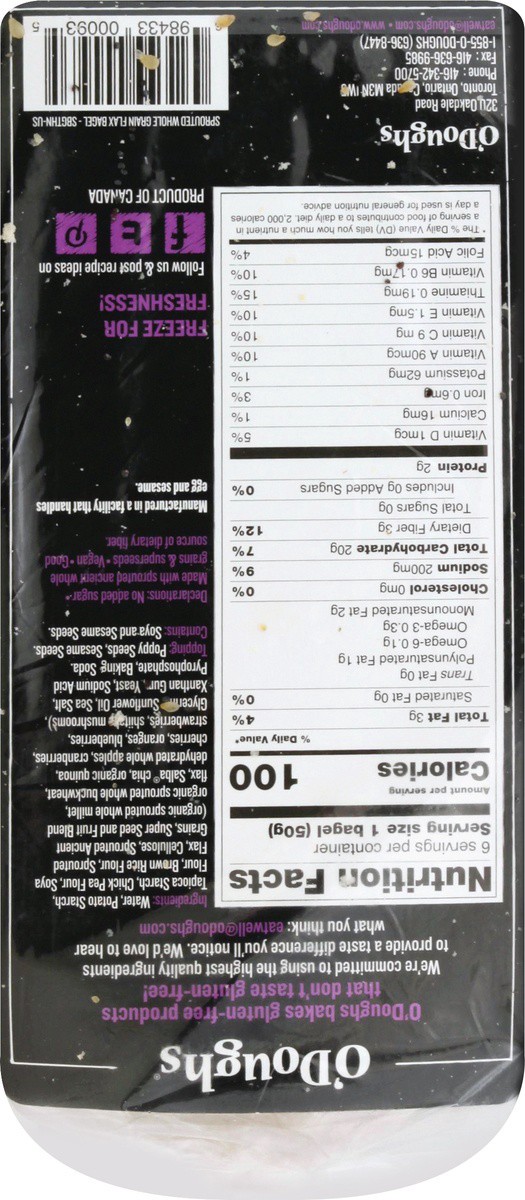 O'Doughs
O'Doughs bakes gluten-free products
that don't taste gluten-free!
We're committed to using the highest quality ingredients
to provide a taste difference you'll notice. We'd love to hear
what you think: eatwell@odoughs.com
Nutrition Facts
6 servings per container
Serving size 1 bagel (50g)
Amount per serving
Calories 100
% Daily Value*
Total Fat 3g 4%
Saturated Fat 0g 0%
Trans Fat 0g
Polyunsaturated Fat 1g
Omega-6 0.1g
Omega-3 0.3g
Monounsaturated Fat 2g
Cholesterol 0mg 0%
Sodium 200mg 9%
Total Carbohydrate 20g 7%
Dietary Fiber 3g 12%
Total Sugars 0g
Includes 0g Added Sugars 0%
Protein 2g
Vitamin D 1mcg 5%
Calcium 16mg 1%
Iron 0.6mg 3%
Potassium 62mg 1%
Vitamin A 90mcg 10%
Vitamin C 9 mg 10%
Vitamin E 1.5mg 10%
Thiamine 0.19mg 15%
Vitamin B6 0.17mg 10%
Folic Acid 15mcg 4%
* The % Daily Value (DV) tells you how much a nutrient in
a serving of food contributes to a daily diet. 2,000 calories
a day is used for general nutrition advice.
Ingredients: Water, Potato Starch,
Tapioca Starch, Chick Pea Flour, Soya
Flour, Brown Rice Flour, Sprouted
Flax, Cellulose, Sprouted Ancient
Grains, Super Seed and Fruit Blend
(organic sprouted whole millet,
organic sprouted whole buckwheat,
flax, Salba® chia, organic quinoa,
dehydrated whole apples, cranberries,
cherries, oranges, blueberries,
strawberries, shiitake mushrooms),
Glycerin, Sunflower Oil, Sea Salt,
Xanthan Gum, Yeast, Sodium Acid
Pyrophosphate, Baking Soda.
Topping: Poppy Seeds, Sesame Seeds.
Contains: Soya and Sesame Seeds.
Declarations: No added sugar •
Made with sprouted ancient whole
grains & superseeds • Vegan • Good
source of dietary fiber.
Manufactured in a facility that handles
egg and sesame.
FREEZE FOR
FRESHNESS!
Follow us & post recipe ideas on
f t p
PRODUCT OF CANADA
O'Doughs
Oakdale Road
Toronto, Ontario, Canada M3N 1W5
Phone : 416-342-5700
Fax : 416-636-9985
1-855-0-DOUGHS (636-8447)
eatwell@odoughs.com • www.odoughs.com
SPROUTED WHOLE GRAIN FLAX BAGEL - SBGTHN-US
98433 00093 5